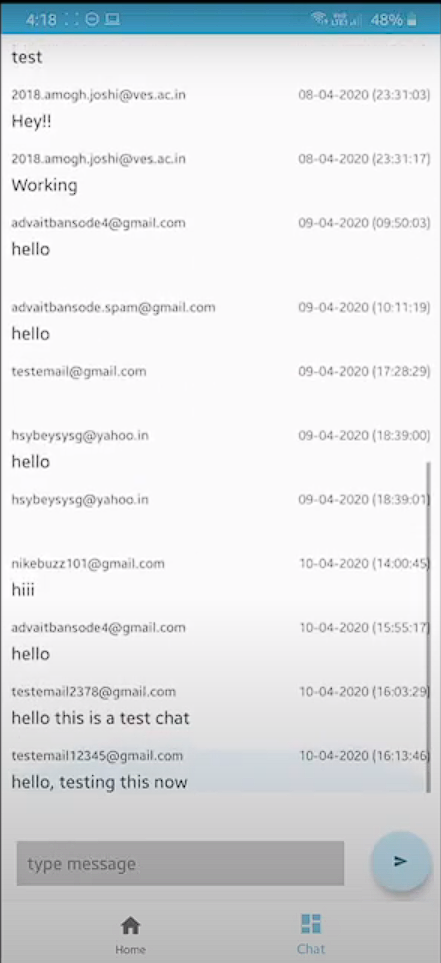 4:18 48%
test
2018.amogh.joshi@ves.ac.in 08-04-2020 (23:31:03)
Hey!!
2018.amogh.joshi@ves.ac.in 08-04-2020 (23:31:17)
Working
advaitbansode4@gmail.com 09-04-2020 (09:50:03)
hello
advaitbansode.spam@gmail.com 09-04-2020 (10:11:19)
hello
testemail@gmail.com 09-04-2020 (17:28:29)
hsybeysysg@yahoo.in 09-04-2020 (18:39:00)
hello
hsybeysysg@yahoo.in 09-04-2020 (18:39:01)
nikebuzz101@gmail.com 10-04-2020 (14:00:45)
hiii
advaitbansode4@gmail.com 10-04-2020 (15:55:17)
hello
testemail2378@gmail.com 10-04-2020 (16:03:29)
hello this is a test chat
testemail12345@gmail.com 10-04-2020 (16:13:46)
hello, testing this now
type message
Home Chat